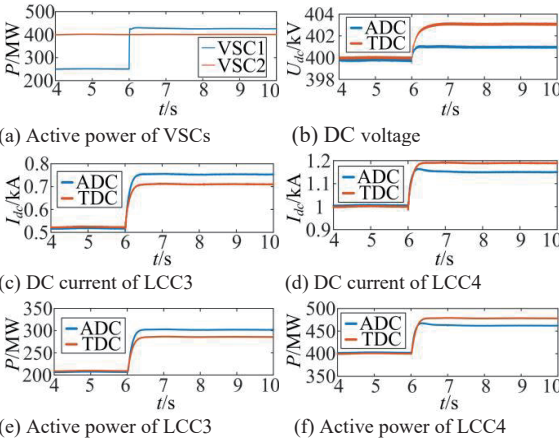 500
400
300
200
P/MW
VSC1
VSC2
4 5 6 7 8 9 10
t/s
(a) Active power of VSCs
404
402
400
398
U_dc/kV
ADC
TDC
4 5 6 7 8 9 10
t/s
(b) DC voltage
0.8
0.7
0.6
0.5
I_dc/kA
ADC
TDC
4 5 6 7 8 9 10
t/s
(c) DC current of LCC3
1.2
1.1
1
0.9
I_dc/kA
ADC
TDC
4 5 6 7 8 9 10
t/s
(d) DC current of LCC4
350
300
250
200
P/MW
ADC
TDC
4 5 6 7 8 9 10
t/s
(e) Active power of LCC3
500
450
400
350
P/MW
ADC
TDC
4 5 6 7 8 9 10
t/s
(f) Active power of LCC4